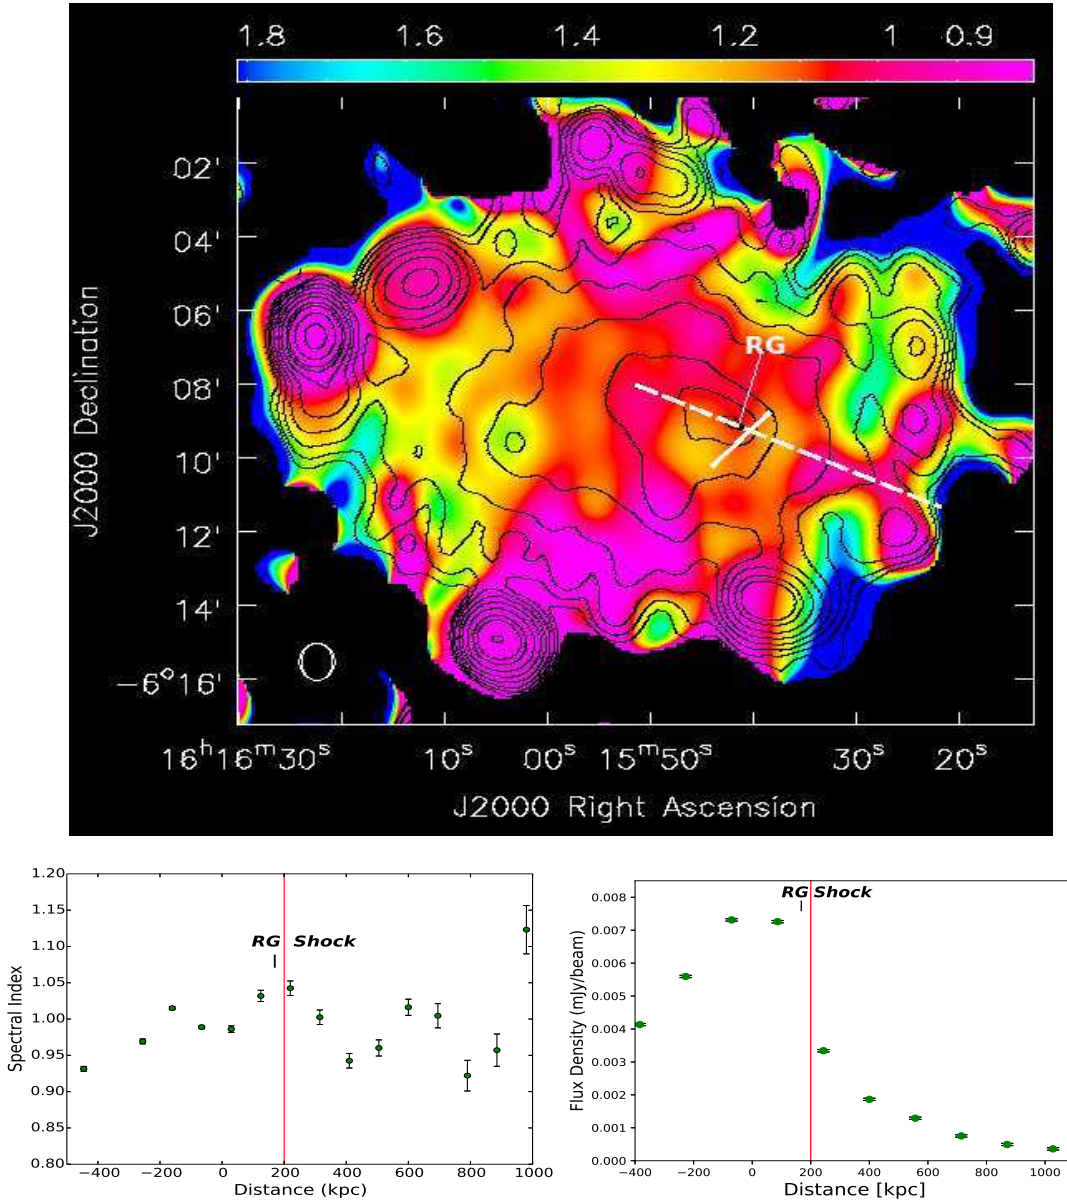 1.8 1.6 1.4 1.2 1 0.9
02'
04'
06'
08'
10'
12'
14'
−6°16'
J2000 Declination
RG
16ʰ16ᵐ30ˢ 10ˢ 00ˢ 15ᵐ50ˢ 30ˢ 20ˢ
J2000 Right Ascension
1.20
1.15
1.10
1.05
1.00
0.95
0.90
0.85
0.80
Spectral Index
RG Shock
−400 −200 0 200 400 600 800 1000
Distance (kpc)
0.008
0.007
0.006
0.005
0.004
0.003
0.002
0.001
0.000
Flux Density (mJy/beam)
RG Shock
−400 −200 0 200 400 600 800 1000
Distance [kpc]